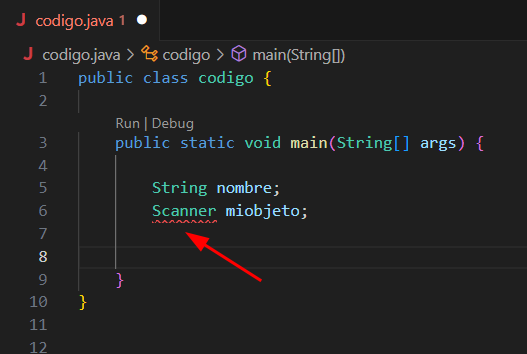 J codigo.java 1
J codigo.java > codigo > main(String[])
1 public class codigo {
2
Run | Debug
3 public static void main(String[] args) {
4
5 String nombre;
6 Scanner miobjeto;
7
8
9 }
10 }
11
12